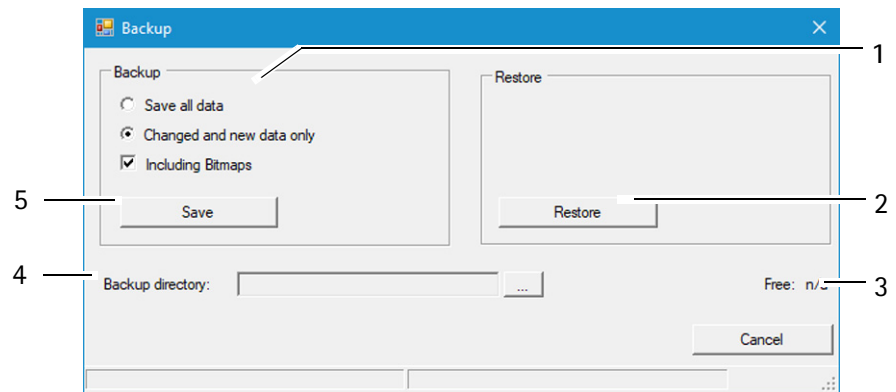 Backup
1
Backup
Restore
Save all data
Changed and new data only
Including Bitmaps
5
Save
Restore
2
4
Backup directory:
...
Free: n/a
3
Cancel